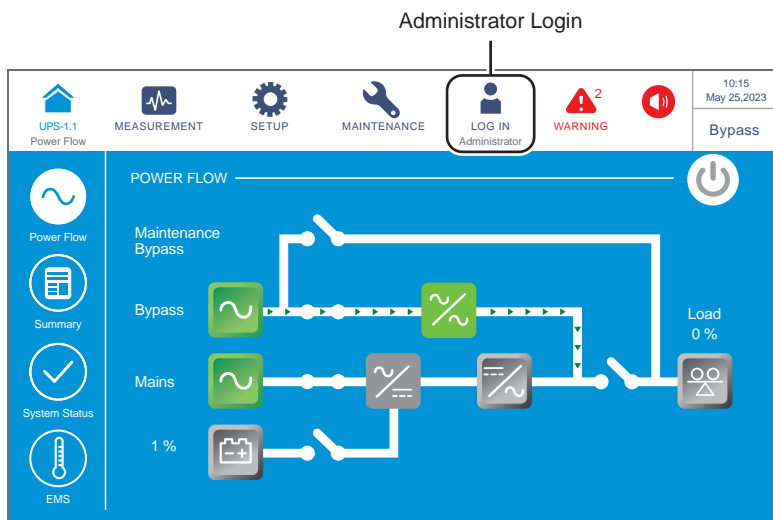 Administrator Login
10:15
May 25,2023
UPS-1.1
MEASUREMENT
SETUP
MAINTENANCE
LOG IN
2
WARNING
Power Flow
Administrator
Bypass
POWER FLOW
Power Flow
Maintenance
Bypass
Bypass
Summary
Load
0 %
Mains
System Status
1 %
EMS